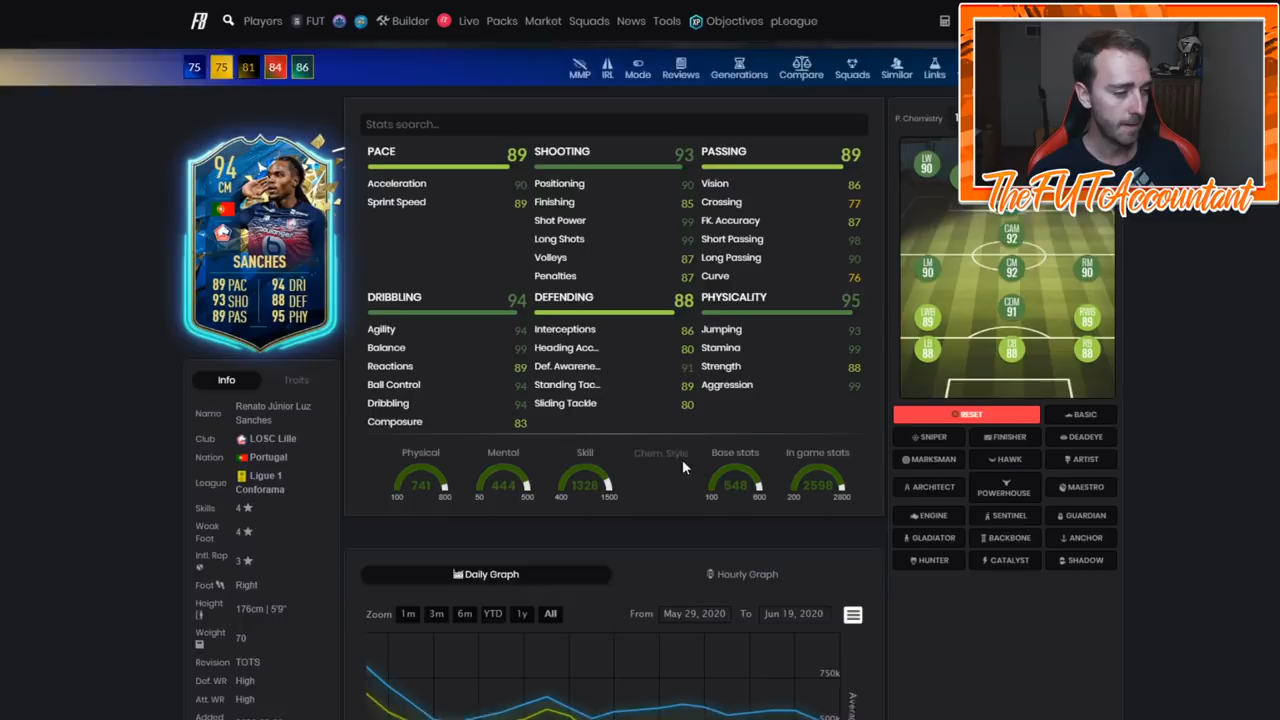 FB Players FUT Builder Live Packs Market Squads News Tools XP Objectives pLeague
75 75 81 84 86
MMP IRL Mode Reviews Generations Compare Squads Similar Links
TheFUTAccountant
94
CM
SANCHES
89 PAC 94 DRI
93 SHO 88 DEF
89 PAS 95 PHY
Stats search...
PACE 89
Acceleration 90
Sprint Speed 89
SHOOTING 93
Positioning 90
Finishing 85
Shot Power 99
Long Shots 99
Volleys 87
Penalties 87
PASSING 89
Vision 86
Crossing 77
FK. Accuracy 87
Short Passing 98
Long Passing 90
Curve 76
DRIBBLING 94
Agility 94
Balance 99
Reactions 89
Ball Control 94
Dribbling 94
Composure 83
DEFENDING 88
Interceptions 86
Heading Acc... 80
Def. Awarene... 91
Standing Tac... 89
Sliding Tackle 80
PHYSICALITY 95
Jumping 93
Stamina 99
Strength 88
Aggression 99
Physical Mental Skill Chem. Style Base stats In game stats
741 444 1328 548 2598
100 800 50 500 400 1500 100 600 200 2800
P. Chemistry
LW
90
CAM
92
LM
90
CM
92
RM
90
CDM
91
LWB
89
RWB
89
LB
88
CB
88
RB
88
RESET BASIC
SNIPER FINISHER DEADEYE
MARKSMAN HAWK ARTIST
ARCHITECT POWERHOUSE MAESTRO
ENGINE SENTINEL GUARDIAN
GLADIATOR BACKBONE ANCHOR
HUNTER CATALYST SHADOW
Info Traits
Name Renato Júnior Luz
Sanches
Club LOSC Lille
Nation Portugal
League Ligue 1
Conforama
Skills 4
Weak
Foot 4
Intl. Rep 3
Foot Right
Height 176cm | 5'9"
Weight 70
Revision TOTS
Def. WR High
Att. WR High
Added
Daily Graph Hourly Graph
Zoom 1m 3m 6m YTD 1y All From May 29, 2020 To Jun 19, 2020
750k
500k